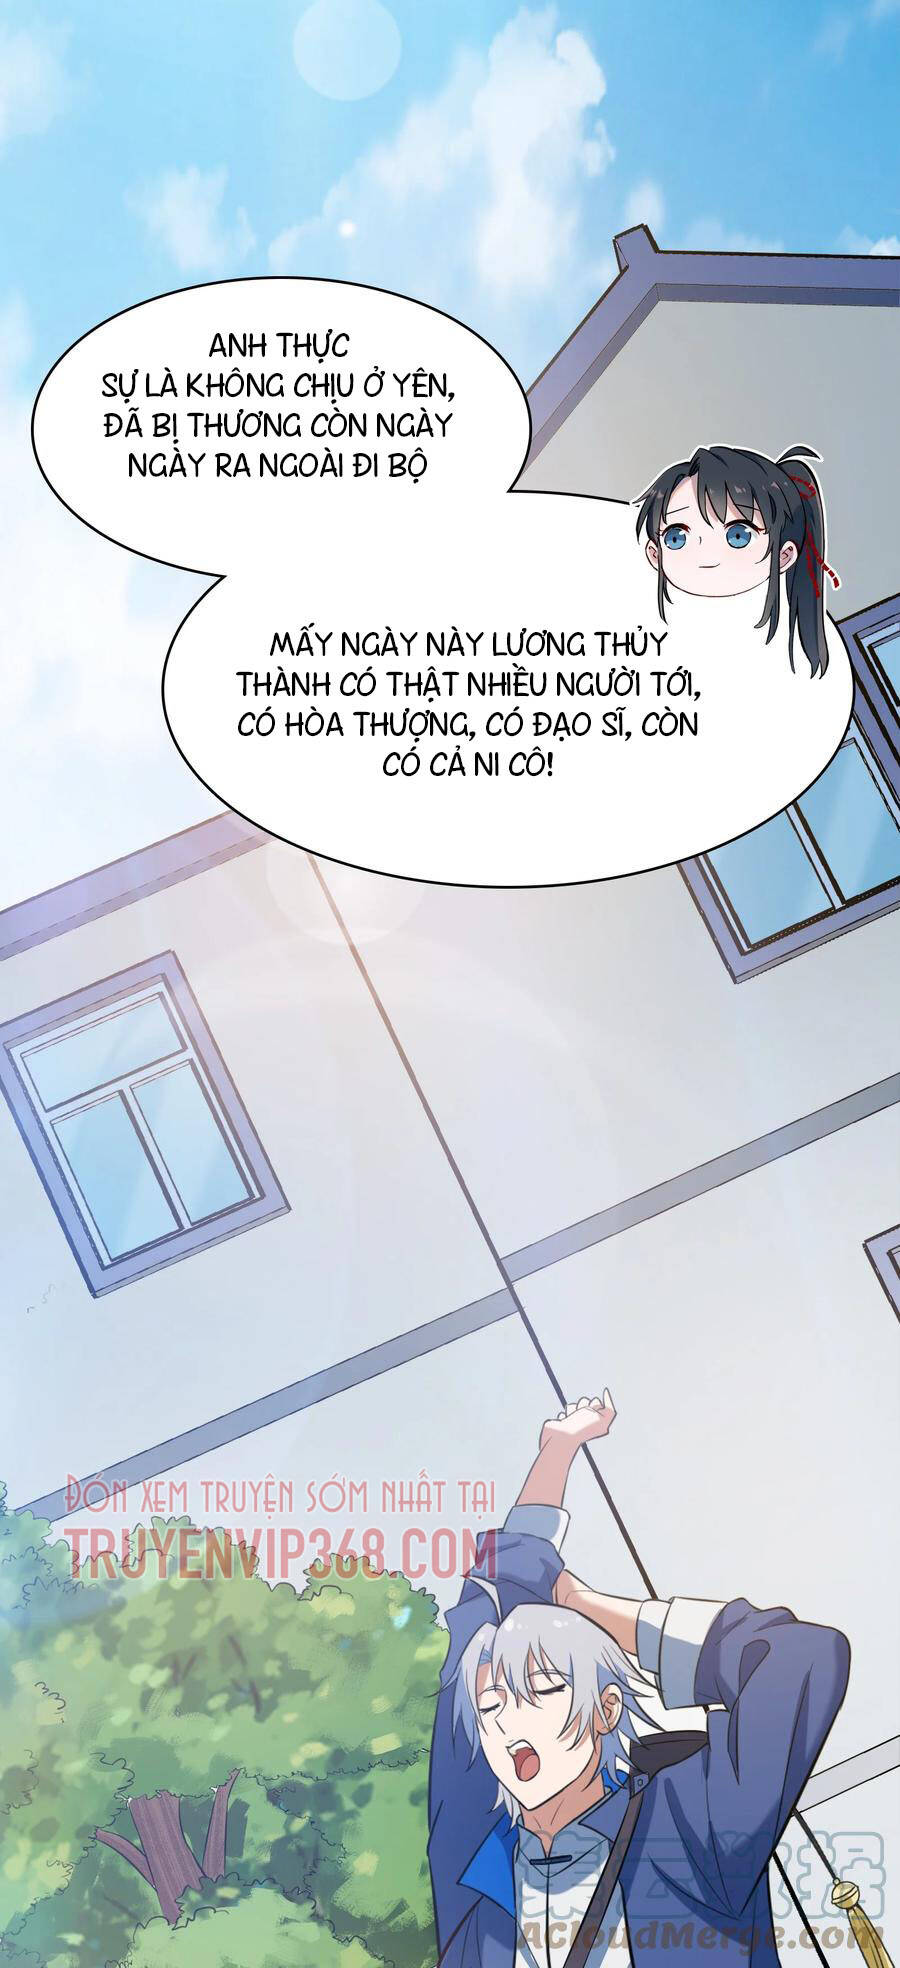 ANH THỰC
SỰ LÀ KHÔNG CHỊU Ở YÊN,
ĐÃ BỊ THƯƠNG CÒN NGÀY
NGÀY RA NGOÀI ĐI BỘ
MẤY NGÀY NÀY LƯƠNG THỦY
THÀNH CÓ THẬT NHIỀU NGƯỜI TỚI,
CÓ HÒA THƯỢNG, CÓ ĐẠO SĨ, CÒN
CÓ CẢ NI CÔ!
ĐÓN XEM TRUYỆN SỚM NHẤT TẠI
TRUYENVIP368.COM
AcloudMerge.com